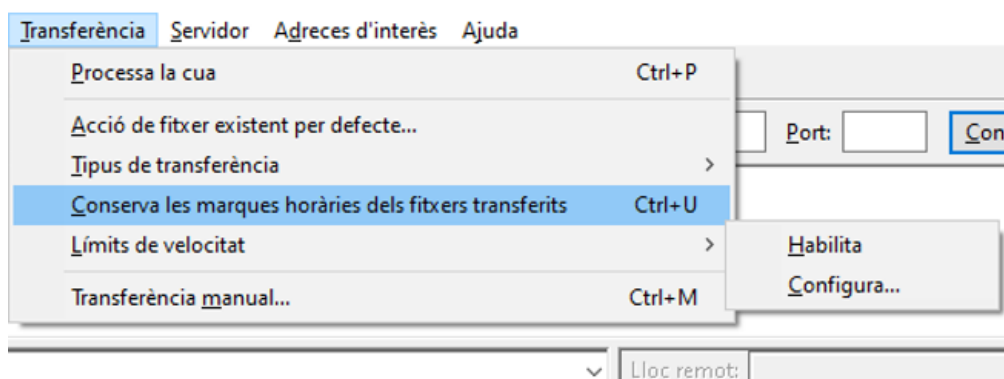 Transferència Servidor Adreces d'interès Ajuda
Processa la cua Ctrl+P
Acció de fitxer existent per defecte...
Port:
Tipus de transferència
Conserva les marques horàries dels fitxers transferits Ctrl+U
Límits de velocitat
Habilita
Configura...
Transferència manual... Ctrl+M
Lloc remot: